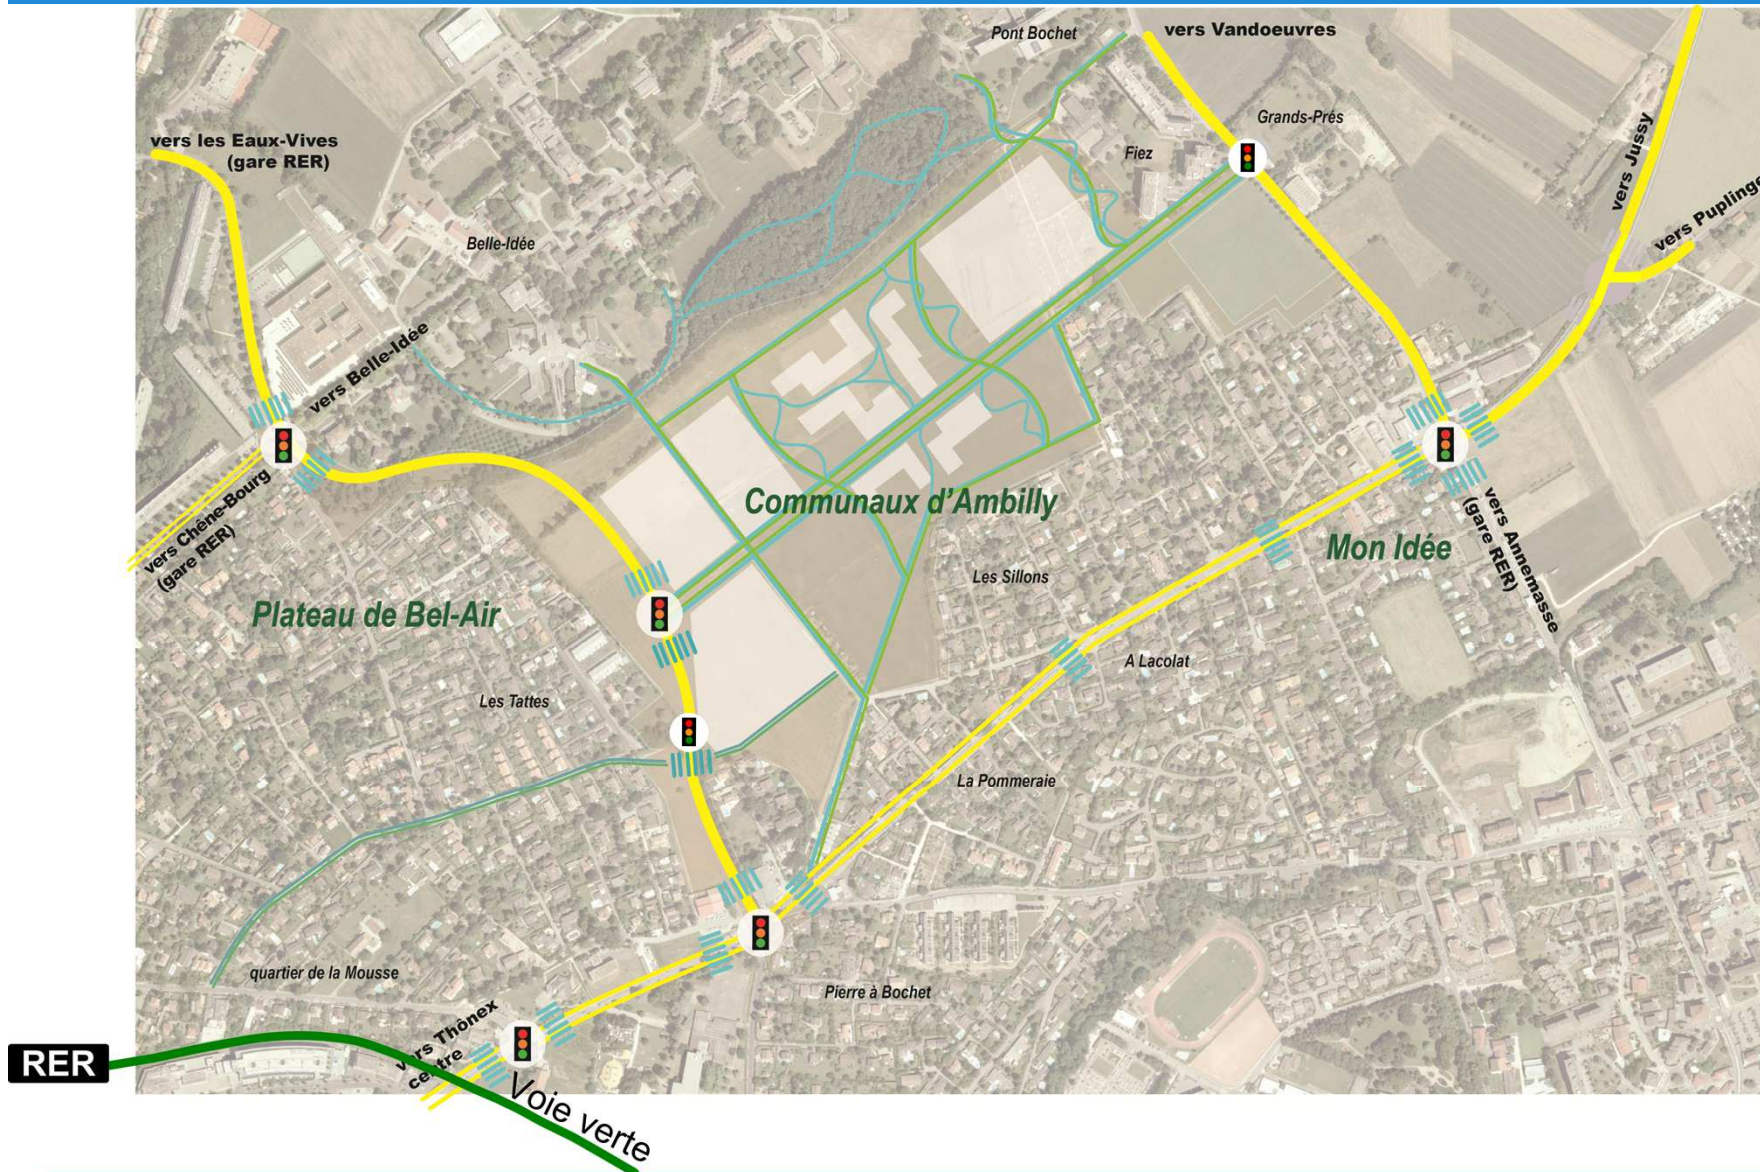 Pont Bochet
vers Vandoeuvres
Grands-Prés
vers les Eaux-Vives
(gare RER)
Fiez
vers Jussy
vers Puplinge
Belle-Idée
vers Belle-Idée
vers Chêne-Bourg
(gare RER)
Communaux d'Ambilly
Mon Idée
vers Annemasse
(gare RER)
Les Sillons
Plateau de Bel-Air
A Lacolat
Les Tattes
La Pommeraie
quartier de la Mousse
Pierre à Bochet
vers Thônex
centre
RER
Voie verte